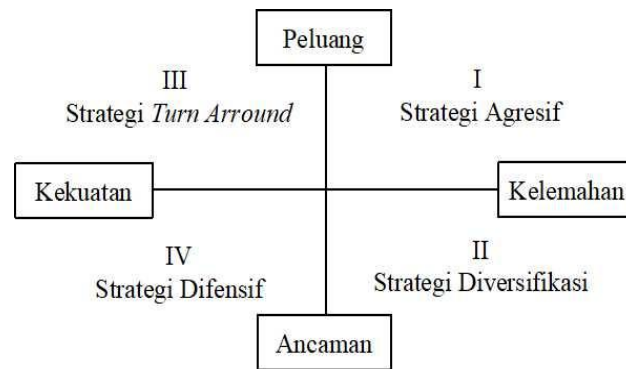 Peluang
III
Strategi Turn Arround
I
Strategi Agresif
Kekuatan
Kelemahan
IV
Strategi Difensif
II
Strategi Diversifikasi
Ancaman